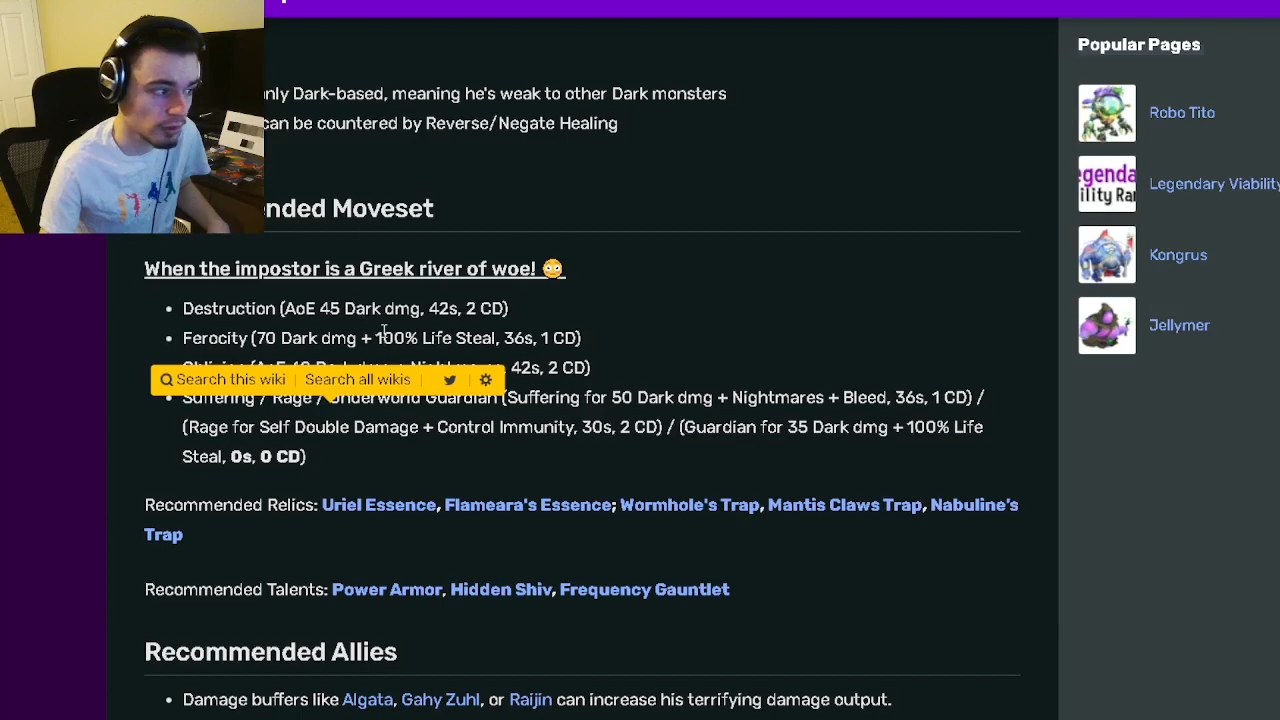 nly Dark-based, meaning he's weak to other Dark monsters
can be countered by Reverse/Negate Healing
ended Moveset
When the impostor is a Greek river of woe! 😳
Destruction (AoE 45 Dark dmg, 42s, 2 CD)
Ferocity (70 Dark dmg + 100% Life Steal, 36s, 1 CD)
42s, 2 CD)
Search this wiki | Search all wikis
Suffering / Rage / Underworld Guardian (Suffering for 50 Dark dmg + Nightmares + Bleed, 36s, 1 CD) /
(Rage for Self Double Damage + Control Immunity, 30s, 2 CD) / (Guardian for 35 Dark dmg + 100% Life
Steal, 0s, 0 CD)
Recommended Relics: Uriel Essence, Flameara's Essence; Wormhole's Trap, Mantis Claws Trap, Nabuline's
Trap
Recommended Talents: Power Armor, Hidden Shiv, Frequency Gauntlet
Recommended Allies
Damage buffers like Algata, Gahy Zuhl, or Raijin can increase his terrifying damage output.
Popular Pages
Robo Tito
egenda
ility Ra
Legendary Viability
Kongrus
Jellymer